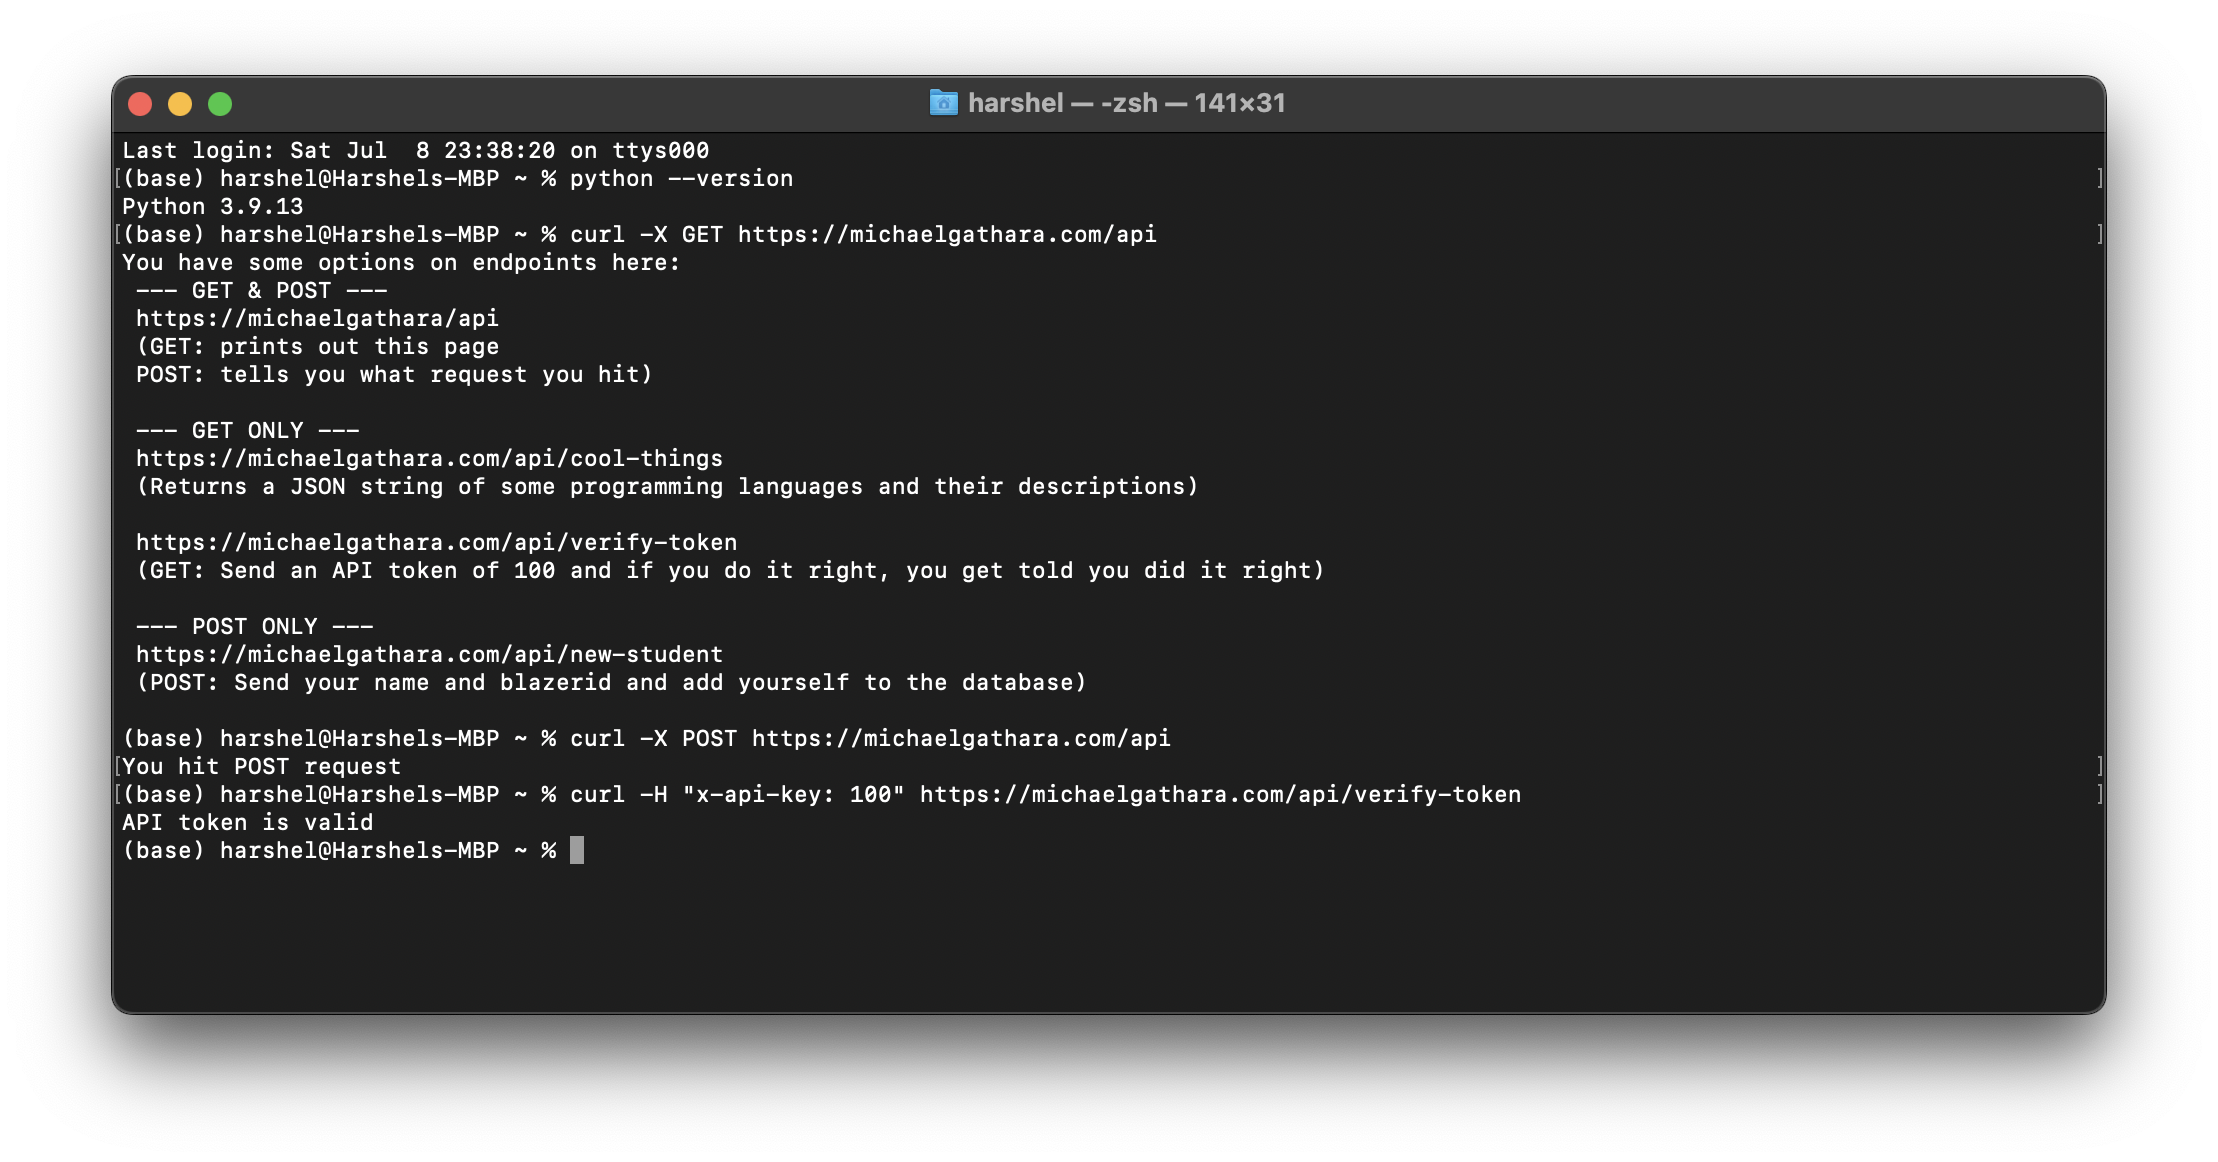 harshel — -zsh — 141×31
Last login: Sat Jul  8 23:38:20 on ttys000
[(base) harshel@Harshels-MBP ~ % python --version ]
Python 3.9.13
[(base) harshel@Harshels-MBP ~ % curl -X GET https://michaelgathara.com/api ]
You have some options on endpoints here:
 --- GET & POST ---
 https://michaelgathara/api
 (GET: prints out this page
 POST: tells you what request you hit)

 --- GET ONLY ---
 https://michaelgathara.com/api/cool-things
 (Returns a JSON string of some programming languages and their descriptions)

 https://michaelgathara.com/api/verify-token
 (GET: Send an API token of 100 and if you do it right, you get told you did it right)

 --- POST ONLY ---
 https://michaelgathara.com/api/new-student
 (POST: Send your name and blazerid and add yourself to the database)

(base) harshel@Harshels-MBP ~ % curl -X POST https://michaelgathara.com/api
[You hit POST request ]
[(base) harshel@Harshels-MBP ~ % curl -H "x-api-key: 100" https://michaelgathara.com/api/verify-token ]
API token is valid
(base) harshel@Harshels-MBP ~ %